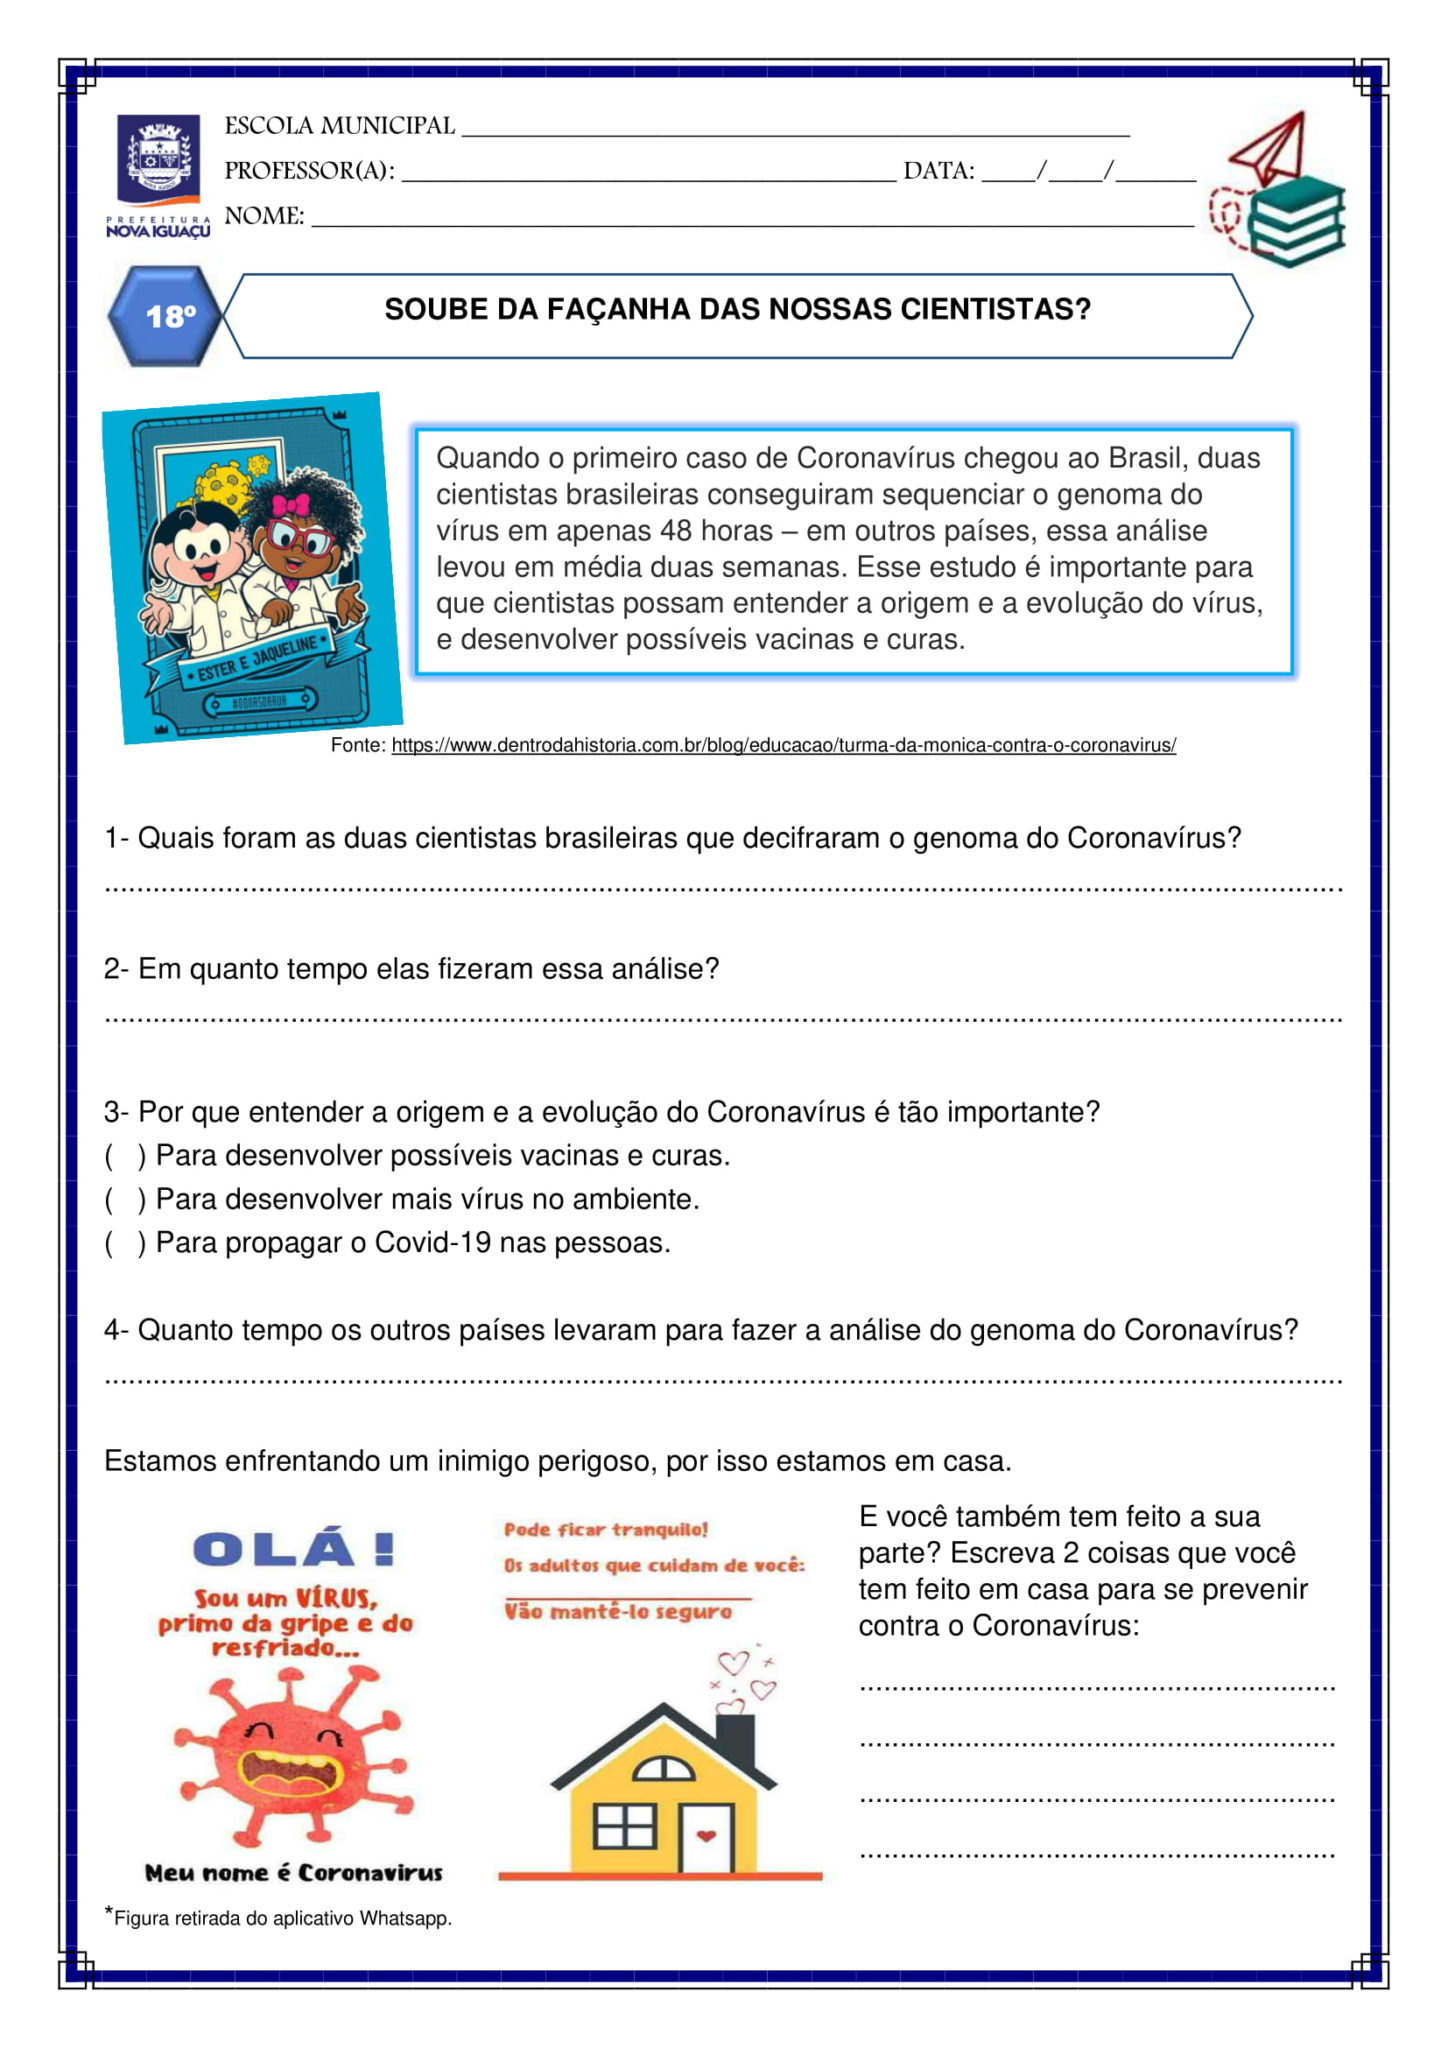 ESCOLA MUNICIPAL ____________________
PROFESSOR(A): ____________________ DATA: ____/____/______
NOME: ____________________
PREFEITURA
NOVA IGUAÇU
18º
SOUBE DA FAÇANHA DAS NOSSAS CIENTISTAS?
Quando o primeiro caso de Coronavírus chegou ao Brasil, duas
cientistas brasileiras conseguiram sequenciar o genoma do
vírus em apenas 48 horas – em outros países, essa análise
levou em média duas semanas. Esse estudo é importante para
que cientistas possam entender a origem e a evolução do vírus,
e desenvolver possíveis vacinas e curas.
* ESTER E JAQUELINE *
#DONASDARUA
Fonte: https://www.dentrodahistoria.com.br/blog/educacao/turma-da-monica-contra-o-coronavirus/
1- Quais foram as duas cientistas brasileiras que decifraram o genoma do Coronavírus?
2- Em quanto tempo elas fizeram essa análise?
3- Por que entender a origem e a evolução do Coronavírus é tão importante?
( ) Para desenvolver possíveis vacinas e curas.
( ) Para desenvolver mais vírus no ambiente.
( ) Para propagar o Covid-19 nas pessoas.
4- Quanto tempo os outros países levaram para fazer a análise do genoma do Coronavírus?
Estamos enfrentando um inimigo perigoso, por isso estamos em casa.
OLÁ!
Sou um VÍRUS,
primo da gripe e do
resfriado...
Meu nome é Coronavirus
Pode ficar tranquilo!
Os adultos que cuidam de você:
____________________
Vão mantê-lo seguro
E você também tem feito a sua
parte? Escreva 2 coisas que você
tem feito em casa para se prevenir
contra o Coronavírus:
*Figura retirada do aplicativo Whatsapp.